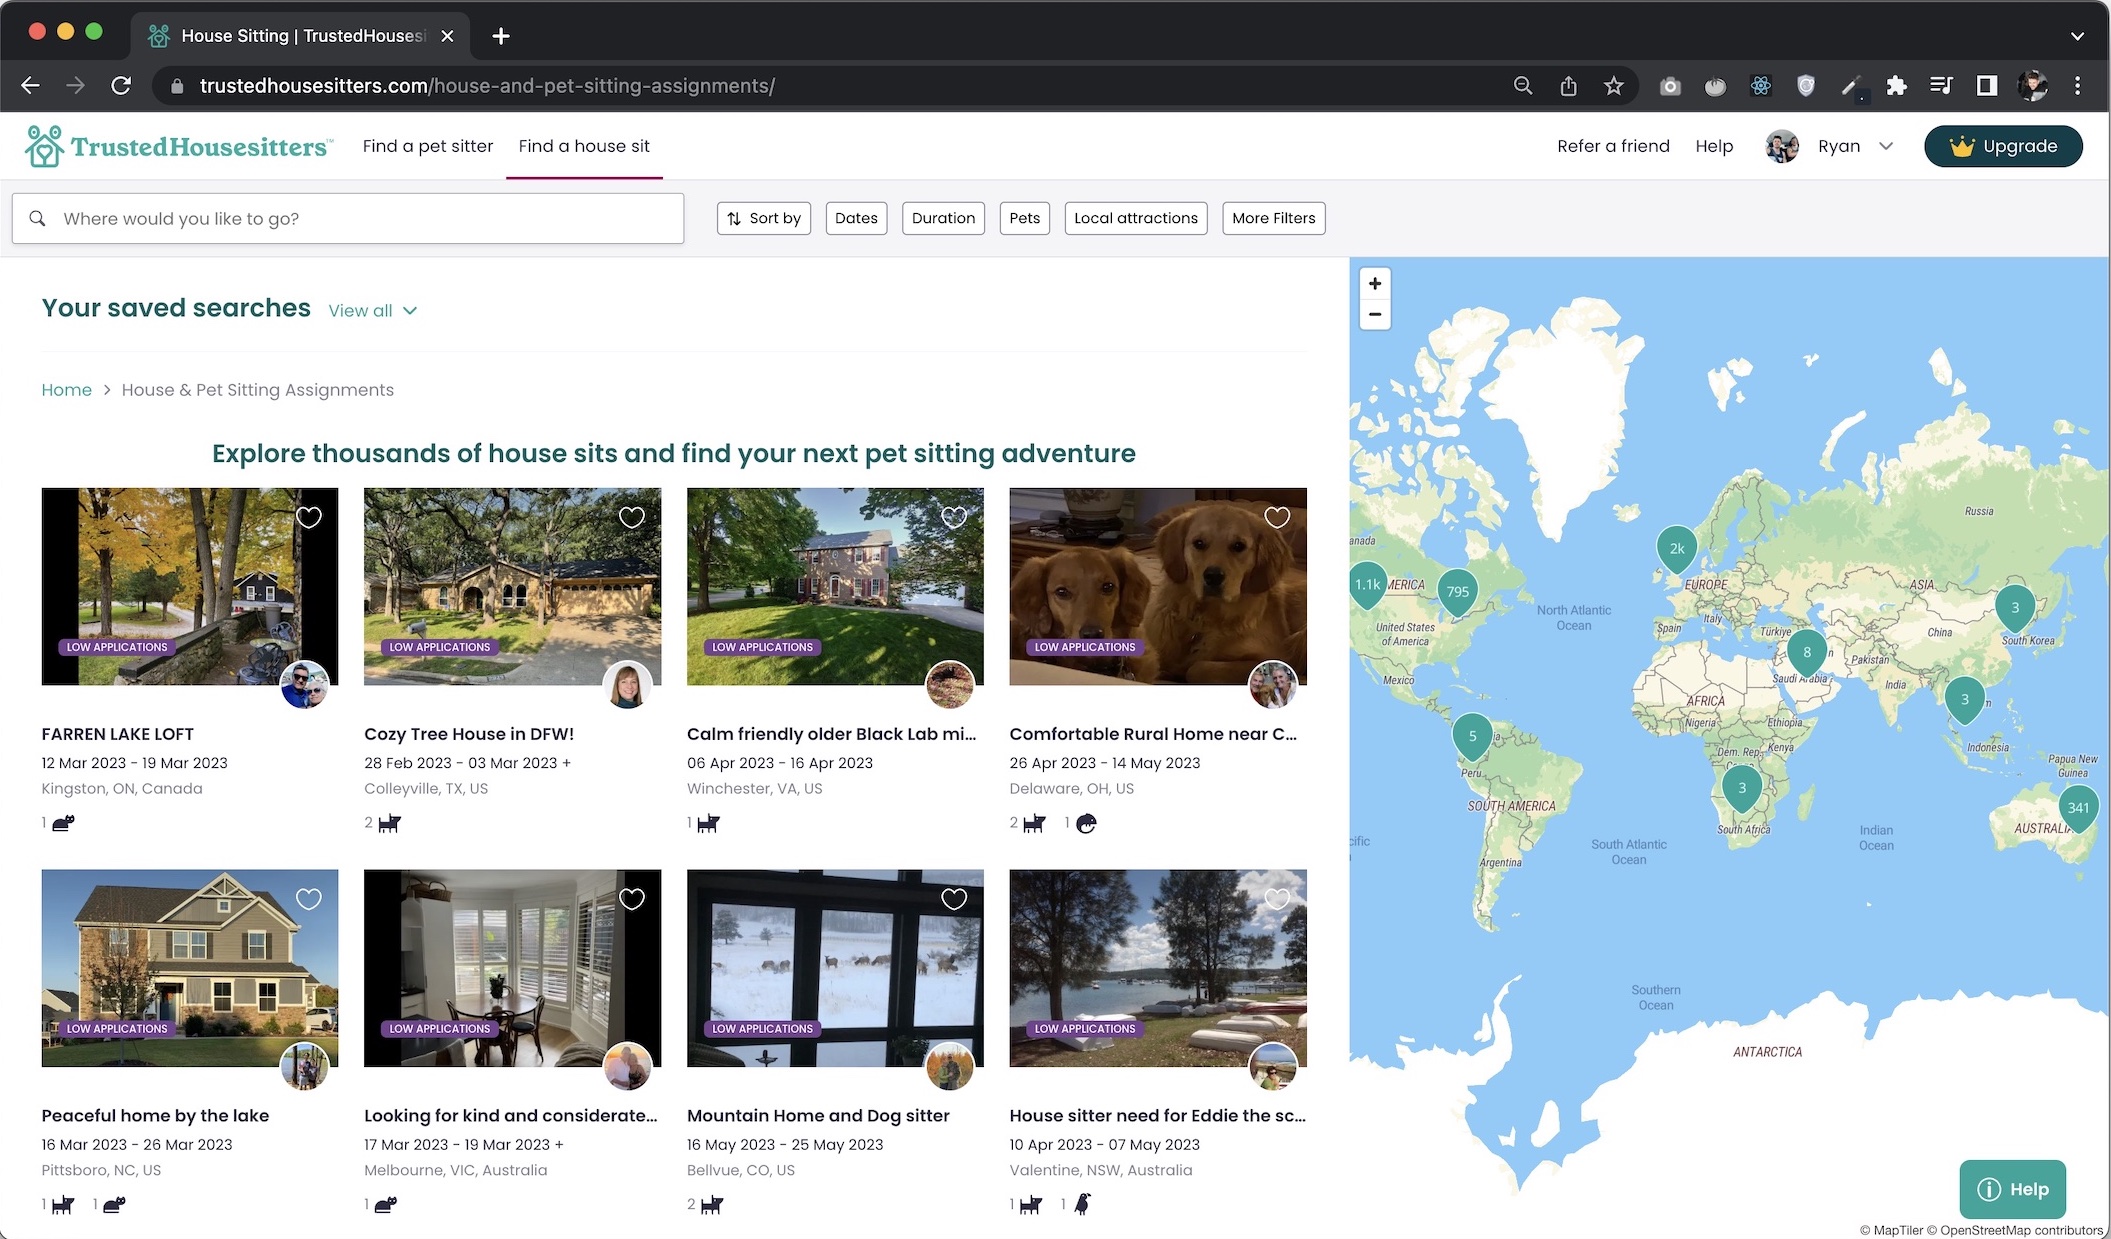 House Sitting | TrustedHousesi
trustedhousesitters.com/house-and-pet-sitting-assignments/
TrustedHousesitters™
Find a pet sitter
Find a house sit
Refer a friend
Help
Ryan
Upgrade
Where would you like to go?
Sort by
Dates
Duration
Pets
Local attractions
More Filters
Your saved searches
View all
Home > House & Pet Sitting Assignments
Explore thousands of house sits and find your next pet sitting adventure
LOW APPLICATIONS
FARREN LAKE LOFT
12 Mar 2023 - 19 Mar 2023
Kingston, ON, Canada
1
LOW APPLICATIONS
Cozy Tree House in DFW!
28 Feb 2023 - 03 Mar 2023 +
Colleyville, TX, US
2
LOW APPLICATIONS
Calm friendly older Black Lab mi...
06 Apr 2023 - 16 Apr 2023
Winchester, VA, US
1
LOW APPLICATIONS
Comfortable Rural Home near C...
26 Apr 2023 - 14 May 2023
Delaware, OH, US
2 1
LOW APPLICATIONS
Peaceful home by the lake
16 Mar 2023 - 26 Mar 2023
Pittsboro, NC, US
1 1
LOW APPLICATIONS
Looking for kind and considerate...
17 Mar 2023 - 19 Mar 2023 +
Melbourne, VIC, Australia
1
LOW APPLICATIONS
Mountain Home and Dog sitter
16 May 2023 - 25 May 2023
Bellvue, CO, US
2
LOW APPLICATIONS
House sitter need for Eddie the sc...
10 Apr 2023 - 07 May 2023
Valentine, NSW, Australia
1 1
+
−
Russia
anada
2k
1.1k
MERICA
795
EUROPE
ASIA
3
North Atlantic
Ocean
United States
of America
Spain
Italy
Türkiye
China
South Korea
8
n
Pakistan
Mexico
Saudi Arabia
India
AFRICA
3
m
Nigeria
Ethiopia
5
ia
Dem. Rep.
Congo
Kenya
Indonesia
Papua New
Guinea
Peru
3
SOUTH AMERICA
341
South Africa
AUSTRALIA
cific
South Atlantic
Ocean
Indian
Ocean
Argentina
Southern
Ocean
ANTARCTICA
Help
© MapTiler © OpenStreetMap contributors